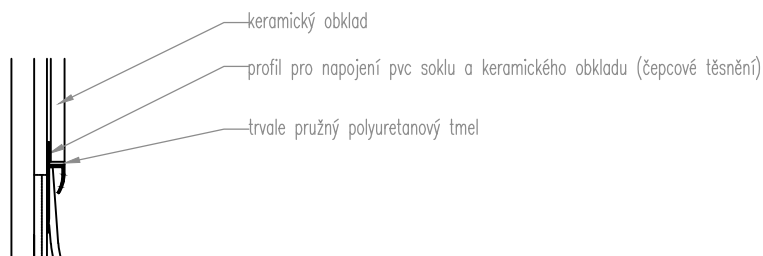 keramický obklad
profil pro napojení pvc soklu a keramického obkladu (čepcové těsnění)
trvale pružný polyuretanový tmel